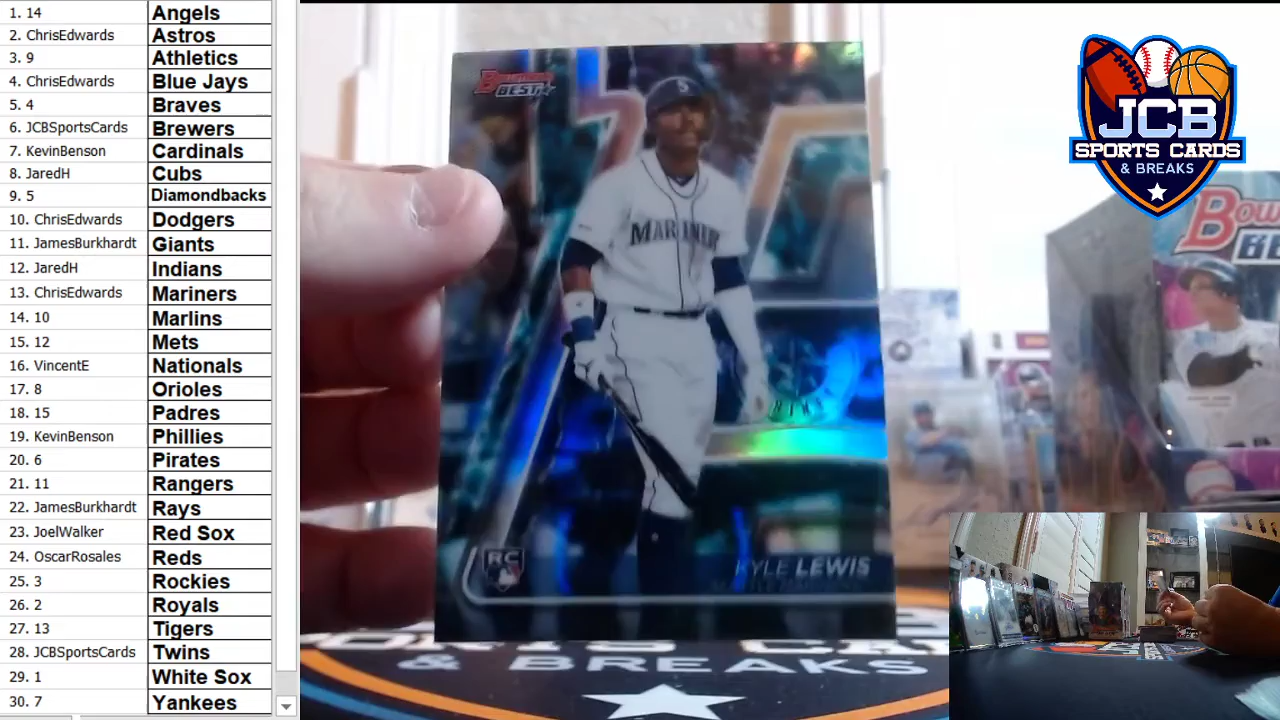 1. 14 Angels
2. ChrisEdwards Astros
3. 9 Athletics
4. ChrisEdwards Blue Jays
5. 4 Braves
6. JCBSportsCards Brewers
7. KevinBenson Cardinals
8. JaredH Cubs
9. 5 Diamondbacks
10. ChrisEdwards Dodgers
11. JamesBurkhardt Giants
12. JaredH Indians
13. ChrisEdwards Mariners
14. 10 Marlins
15. 12 Mets
16. VincentE Nationals
17. 8 Orioles
18. 15 Padres
19. KevinBenson Phillies
20. 6 Pirates
21. 11 Rangers
22. JamesBurkhardt Rays
23. JoelWalker Red Sox
24. OscarRosales Reds
25. 3 Rockies
26. 2 Royals
27. 13 Tigers
28. JCBSportsCards Twins
29. 1 White Sox
30. 7 Yankees
BOWMAN'S
BEST
S
MARINERS
RC
KYLE LEWIS
& BREAKS
JCB
SPORTS CARDS
& BREAKS